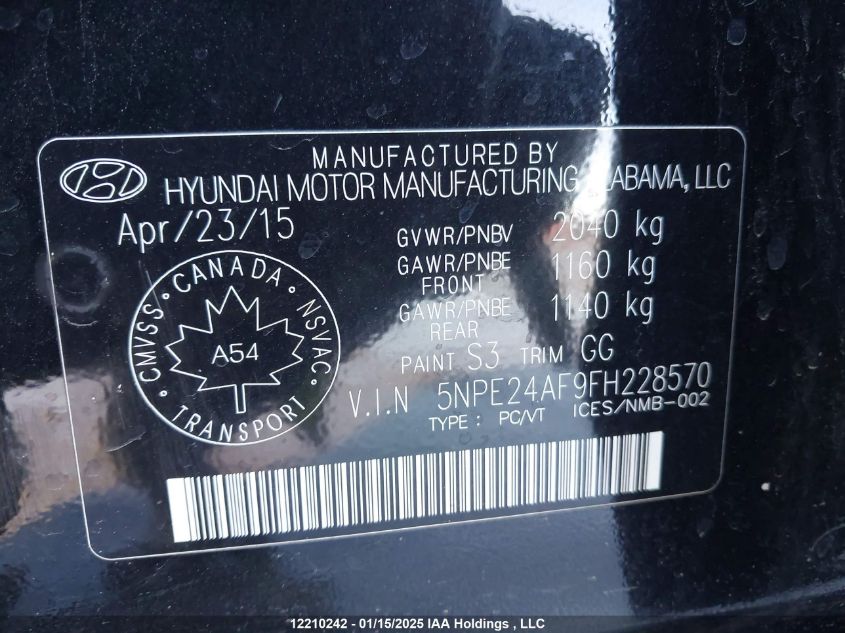 MANUFACTURED BY
HYUNDAI MOTOR MANUFACTURING ALABAMA, LLC
Apr/23/15
GVWR/PNBV 2040 kg
GAWR/PNBE FRONT 1160 kg
GAWR/PNBE REAR 1140 kg
PAINT S3 TRIM GG
V.I.N 5NPE24AF9FH228570
TYPE : PC/VT ICES/NMB-002
CMVSS · CANADA · NSVAC · TRANSPORT ·
A54
12210242 - 01/15/2025 IAA Holdings , LLC